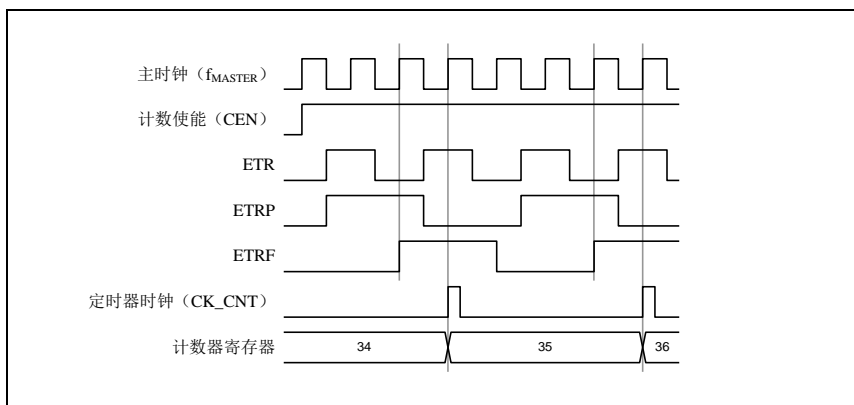 主时钟（fMASTER）
计数使能（CEN）
ETR
ETRP
ETRF
定时器时钟（CK_CNT）
计数器寄存器 34 35 36